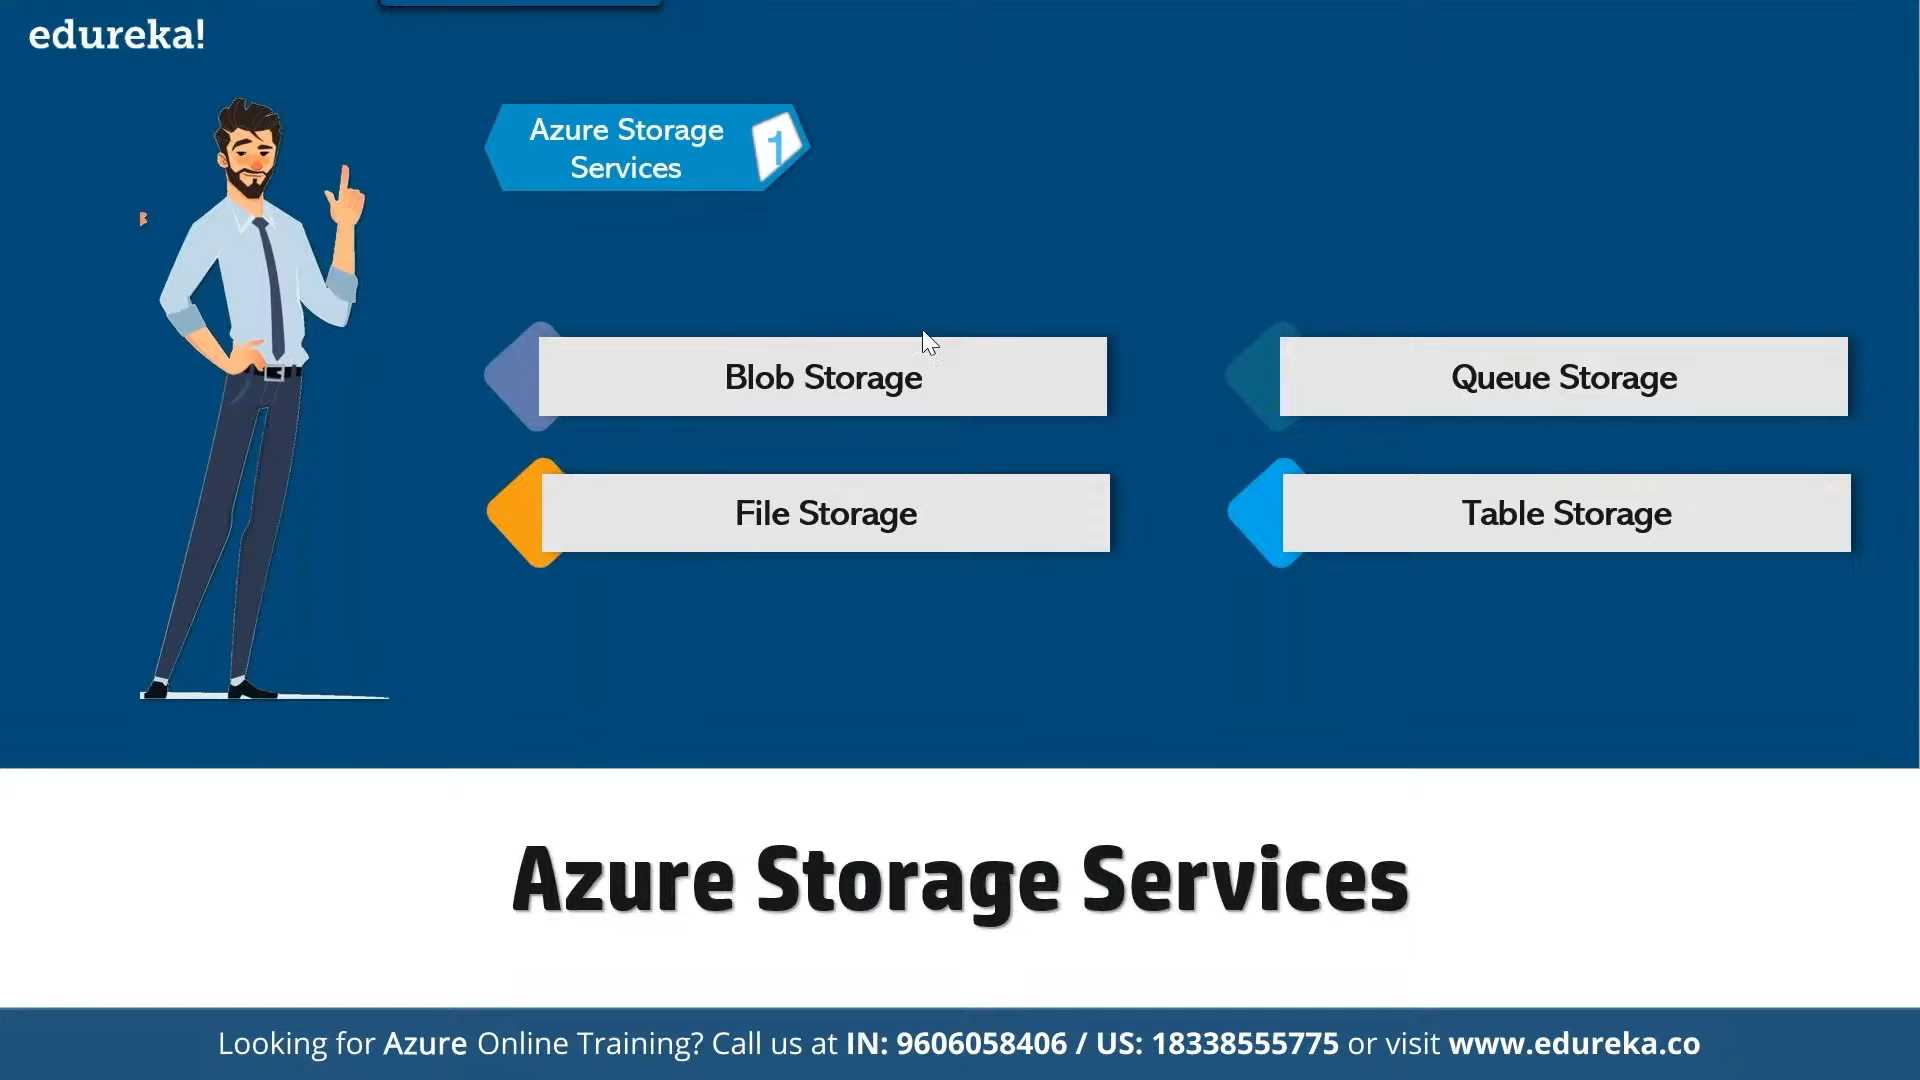 edureka!
Azure Storage
Services
1
Blob Storage
Queue Storage
File Storage
Table Storage
Azure Storage Services
Looking for Azure Online Training? Call us at IN: 9606058406 / US: 18338555775 or visit www.edureka.co